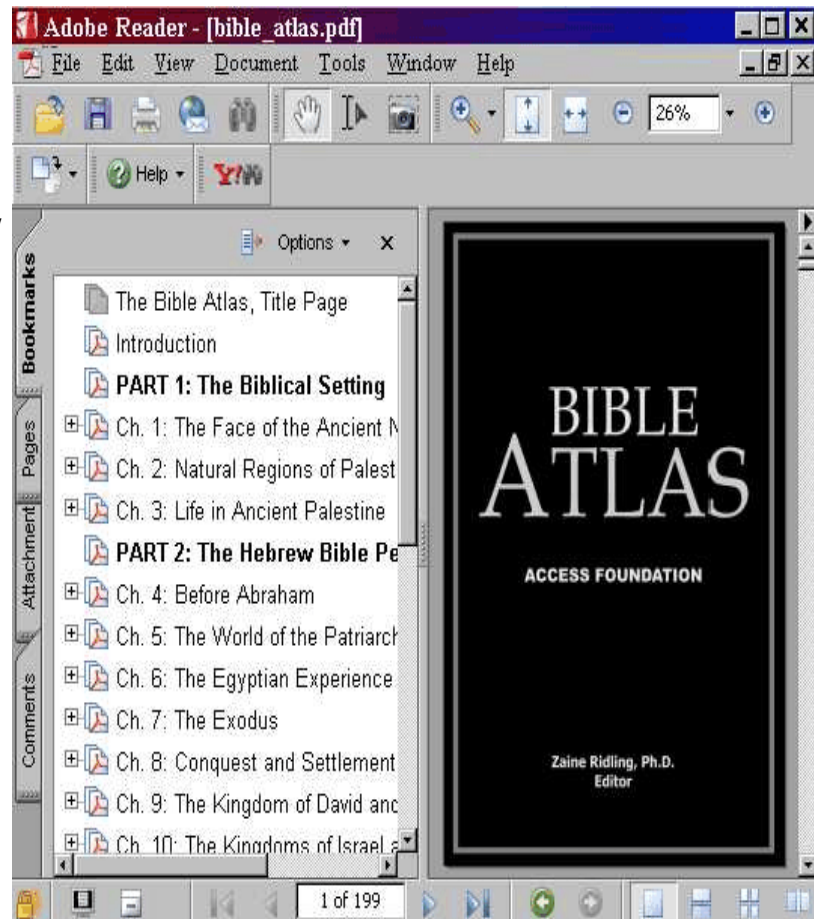 Adobe Reader - [bible_atlas.pdf]
File Edit View Document Tools Window Help
26%
Help
Y!
Options
Bookmarks
Pages
Attachment
Comments
The Bible Atlas, Title Page
Introduction
PART 1: The Biblical Setting
Ch. 1: The Face of the Ancient N
Ch. 2: Natural Regions of Palest
Ch. 3: Life in Ancient Palestine
PART 2: The Hebrew Bible Pe
Ch. 4: Before Abraham
Ch. 5: The World of the Patriarch
Ch. 6: The Egyptian Experience
Ch. 7: The Exodus
Ch. 8: Conquest and Settlement
Ch. 9: The Kingdom of David and
Ch. 10: The Kingdoms of Israel a
BIBLE
ATLAS
ACCESS FOUNDATION
Zaine Ridling, Ph.D.
Editor
1 of 199